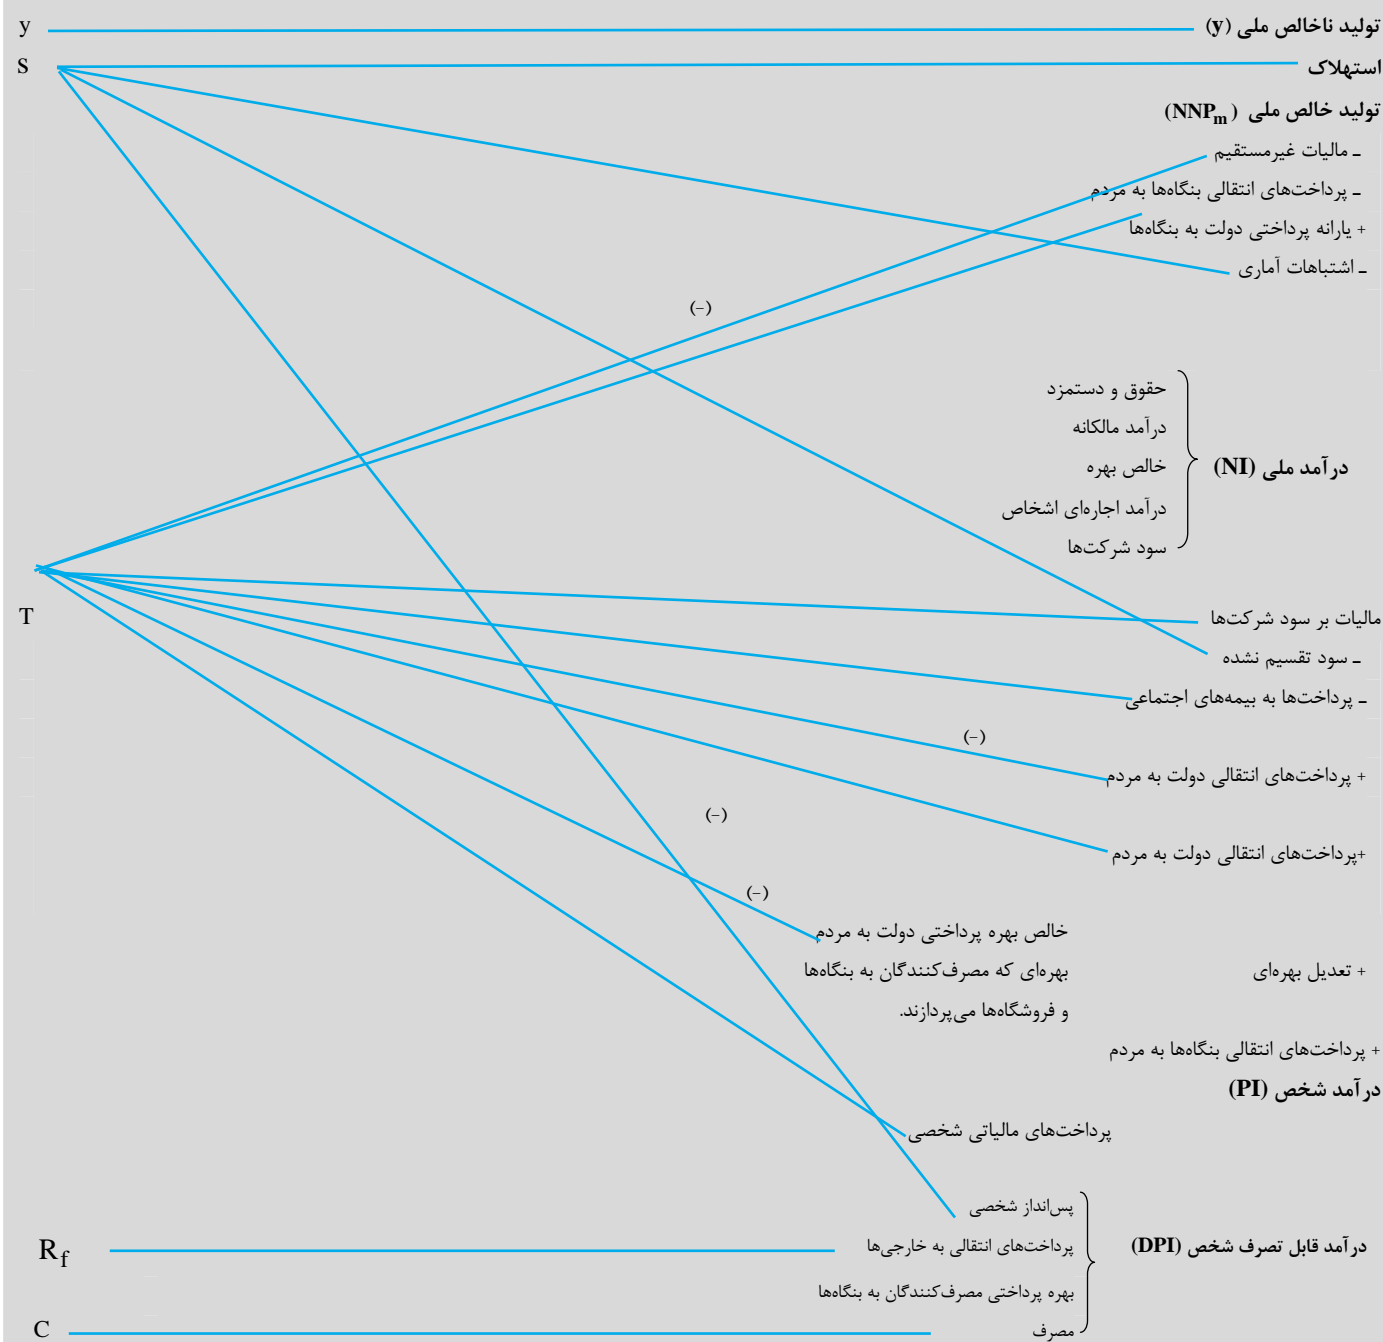 تولید ناخالص ملی (y) y
استهلاک S
تولید خالص ملی (NNPm)
ـ مالیات غیرمستقیم
ـ پرداخت‌های انتقالی بنگاه‌ها به مردم
+ یارانه پرداختی دولت به بنگاه‌ها
ـ اشتباهات آماری
(−)
حقوق و دستمزد
درآمد مالکانه
درآمد ملی (NI) خالص بهره
درآمد اجاره‌ای اشخاص
سود شرکت‌ها
مالیات بر سود شرکت‌ها T
ـ سود تقسیم نشده
ـ پرداخت‌ها به بیمه‌های اجتماعی
(−)
+ پرداخت‌های انتقالی دولت به مردم
(−)
+پرداخت‌های انتقالی دولت به مردم
(−)
خالص بهره پرداختی دولت به مردم
+ تعدیل بهره‌ای بهره‌ای که مصرف‌کنندگان به بنگاه‌ها
و فروشگاه‌ها می‌پردازند.
+ پرداخت‌های انتقالی بنگاه‌ها به مردم
درآمد شخص (PI)
پرداخت‌های مالیاتی شخصی
پس‌انداز شخصی
درآمد قابل تصرف شخص (DPI) پرداخت‌های انتقالی به خارجی‌ها Rf
بهره پرداختی مصرف‌کنندگان به بنگاه‌ها
مصرف C